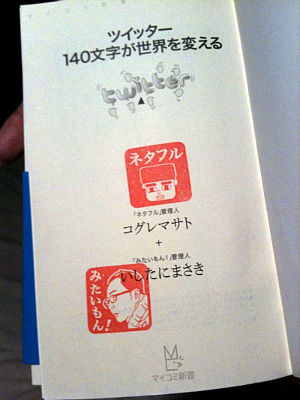 ツイッター
140文字が世界を変える
twitter
ネタフル
「ネタフル」管理人
コグレマサト
+
「みたいもん!」管理人
いしたにまさき
みたいもん!
マイコミ新書